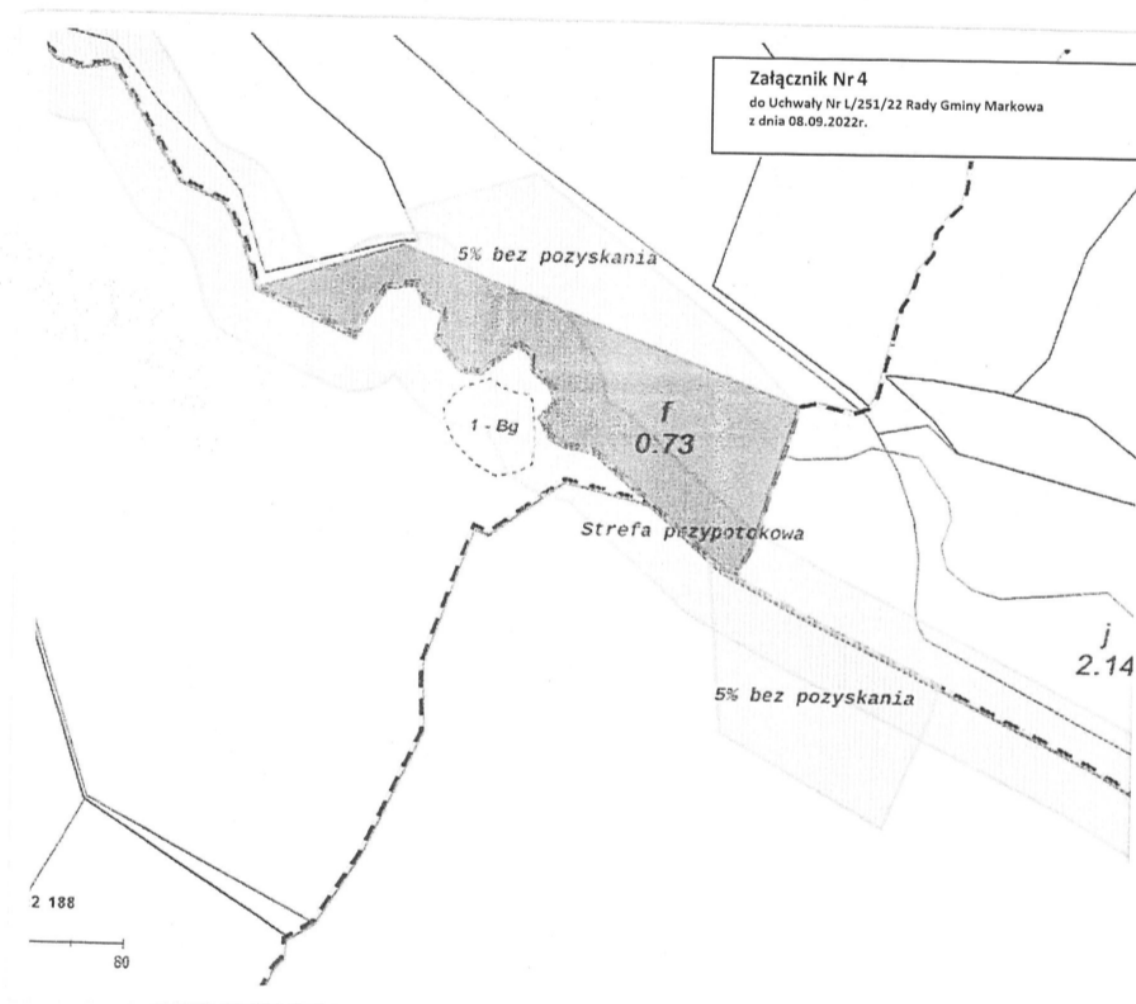 Załącznik Nr 4
do Uchwały Nr L/251/22 Rady Gminy Markowa
z dnia 08.09.2022r.
5% bez pozyskania
f
0.73
1 - Bg
Strefa przypotokowa
j
2.14
5% bez pozyskania
2 188
80